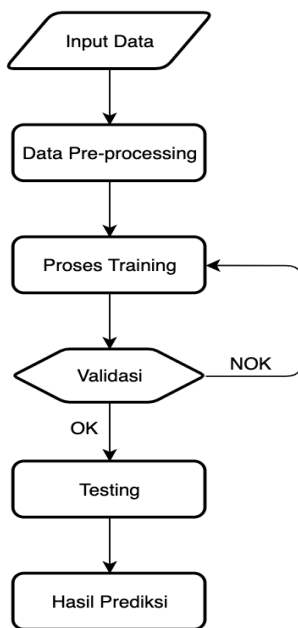 Input Data
Data Pre-processing
Proses Training
Validasi
NOK
OK
Testing
Hasil Prediksi